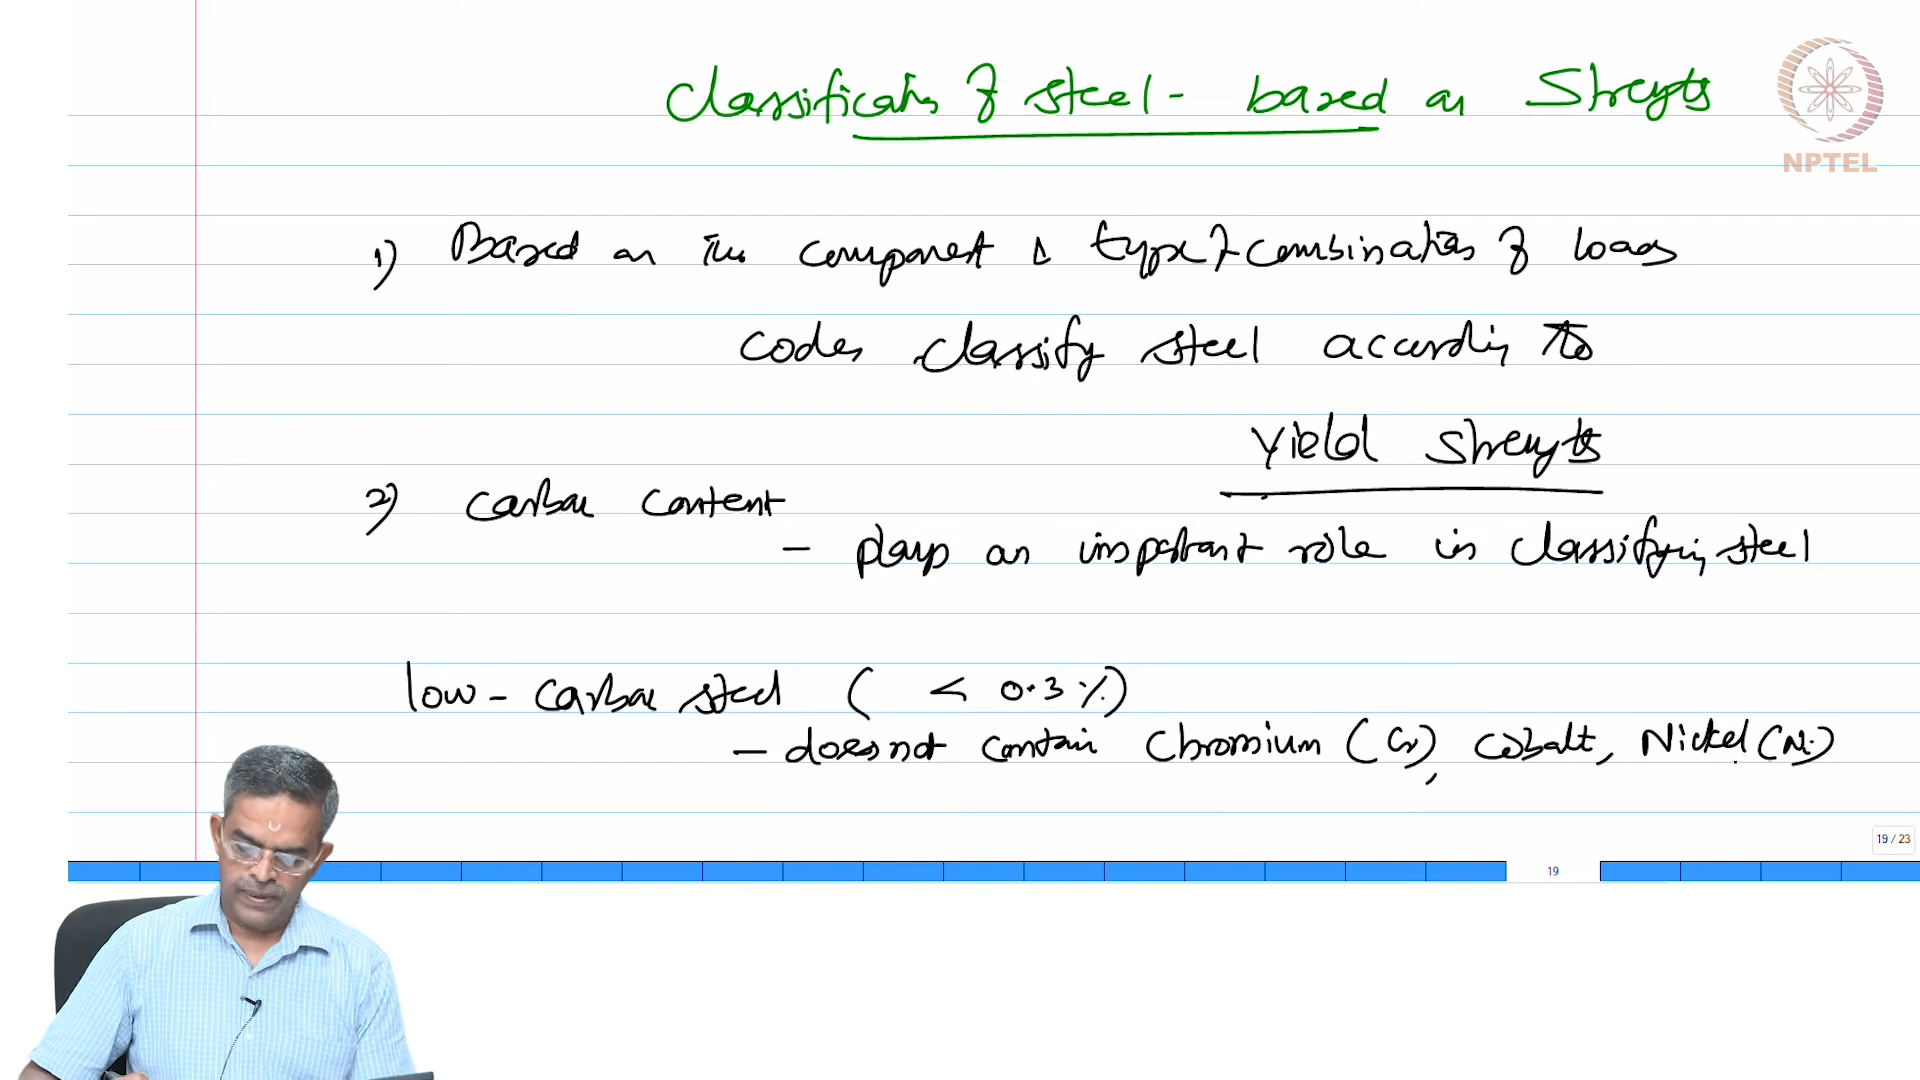 Classification of steel - based on Strength
NPTEL
1) Based on the component & type & combination of loads
codes classify steel according to
Yield Strength
2) Carbon content
- plays an important role in classifying steel
low-carbon steel ( < 0.3%)
- does not contain Chromium (Cr), Cobalt, Nickel (Ni)
19 / 23
19